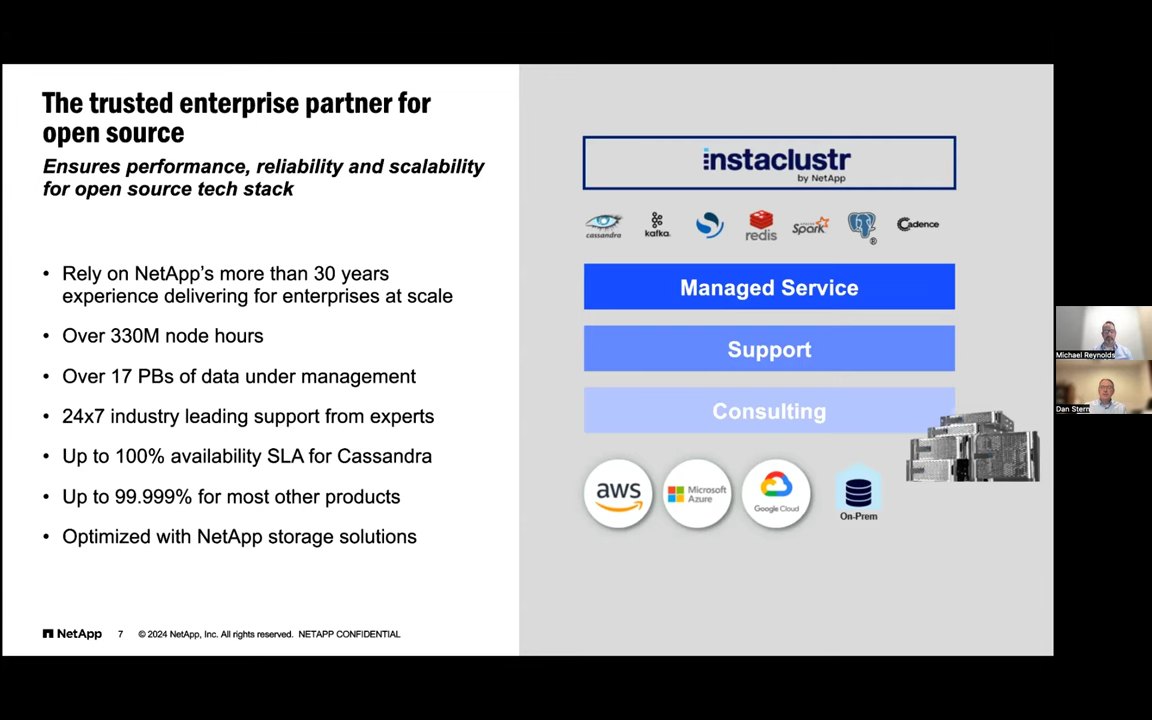 The trusted enterprise partner for
open source
Ensures performance, reliability and scalability
for open source tech stack
• Rely on NetApp's more than 30 years
experience delivering for enterprises at scale
• Over 330M node hours
• Over 17 PBs of data under management
• 24x7 industry leading support from experts
• Up to 100% availability SLA for Cassandra
• Up to 99.999% for most other products
• Optimized with NetApp storage solutions
NetApp 7 © 2024 NetApp, Inc. All rights reserved. NETAPP CONFIDENTIAL
instaclustr
by NetApp
cassandra
kafka.
redis
Spark
®
Cadence
Managed Service
Support
Consulting
aws
Microsoft
Azure
Google Cloud
On-Prem
Michael Reynolds
Dan Stern